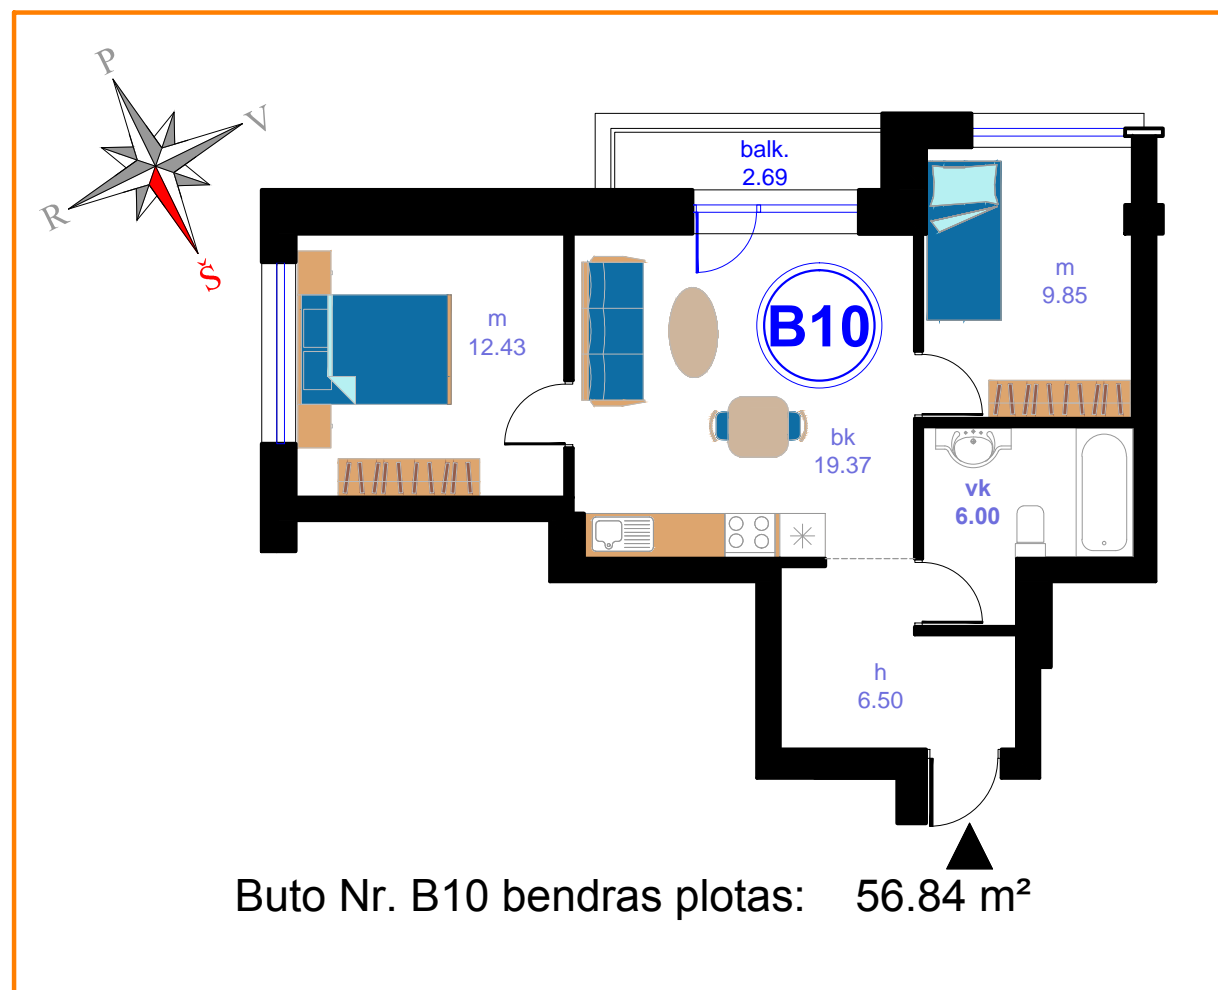 P
V
R
Š
balk.
2.69
m
9.85
m
12.43
B10
bk
19.37
vk
6.00
h
6.50
Buto Nr. B10 bendras plotas: 56.84 m²